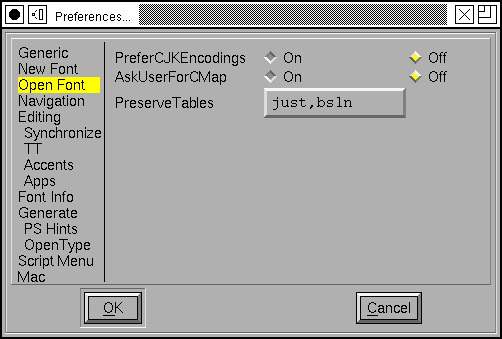 Preferences...
Generic
New Font
Open Font
Navigation
Editing
Synchronize
TT
Accents
Apps
Font Info
Generate
PS Hints
OpenType
Script Menu
Mac
PreferCJKEncodings On Off
AskUserForCMap On Off
PreserveTables just,bsln
OK Cancel